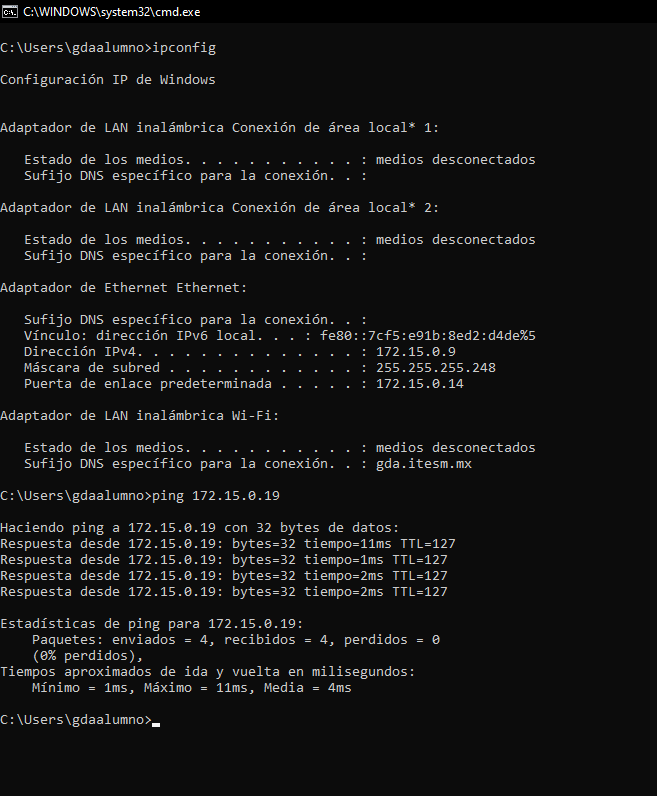 C:\WINDOWS\system32\cmd.exe
C:\Users\gdaalumno>ipconfig
Configuración IP de Windows
Adaptador de LAN inalámbrica Conexión de área local* 1:
Estado de los medios. . . . . . . . . . . : medios desconectados
Sufijo DNS específico para la conexión. . :
Adaptador de LAN inalámbrica Conexión de área local* 2:
Estado de los medios. . . . . . . . . . . : medios desconectados
Sufijo DNS específico para la conexión. . :
Adaptador de Ethernet Ethernet:
Sufijo DNS específico para la conexión. . :
Vínculo: dirección IPv6 local. . . : fe80::7cf5:e91b:8ed2:d4de%5
Dirección IPv4. . . . . . . . . . . . . . : 172.15.0.9
Máscara de subred . . . . . . . . . . . . : 255.255.255.248
Puerta de enlace predeterminada . . . . . : 172.15.0.14
Adaptador de LAN inalámbrica Wi-Fi:
Estado de los medios. . . . . . . . . . . : medios desconectados
Sufijo DNS específico para la conexión. . : gda.itesm.mx
C:\Users\gdaalumno>ping 172.15.0.19
Haciendo ping a 172.15.0.19 con 32 bytes de datos:
Respuesta desde 172.15.0.19: bytes=32 tiempo=11ms TTL=127
Respuesta desde 172.15.0.19: bytes=32 tiempo=1ms TTL=127
Respuesta desde 172.15.0.19: bytes=32 tiempo=2ms TTL=127
Respuesta desde 172.15.0.19: bytes=32 tiempo=2ms TTL=127
Estadísticas de ping para 172.15.0.19:
Paquetes: enviados = 4, recibidos = 4, perdidos = 0
(0% perdidos),
Tiempos aproximados de ida y vuelta en milisegundos:
Mínimo = 1ms, Máximo = 11ms, Media = 4ms
C:\Users\gdaalumno>